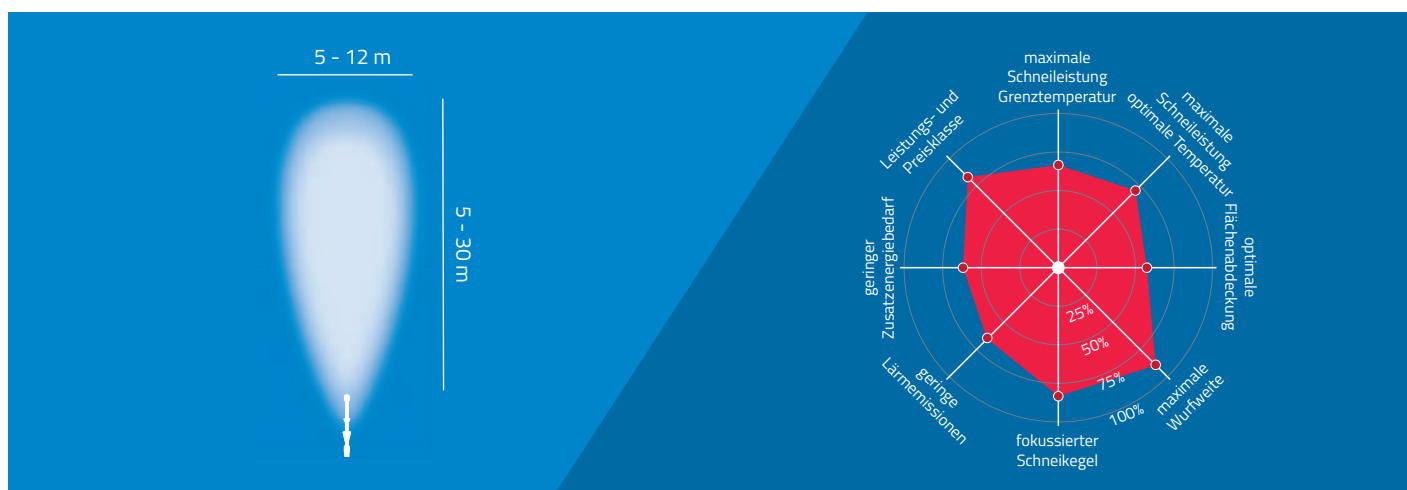 5 - 12 m
5 - 30 m
maximale
Schneileistung
Grenztemperatur
maximale
Schneileistung
optimale Temperatur
optimale
Flächenabdeckung
maximale
Wurfweite
fokussierter
Schneikegel
geringe
Lärmemissionen
geringer
Zusatzenergiebedarf
Leistungs- und
Preisklasse
25%
50%
75%
100%